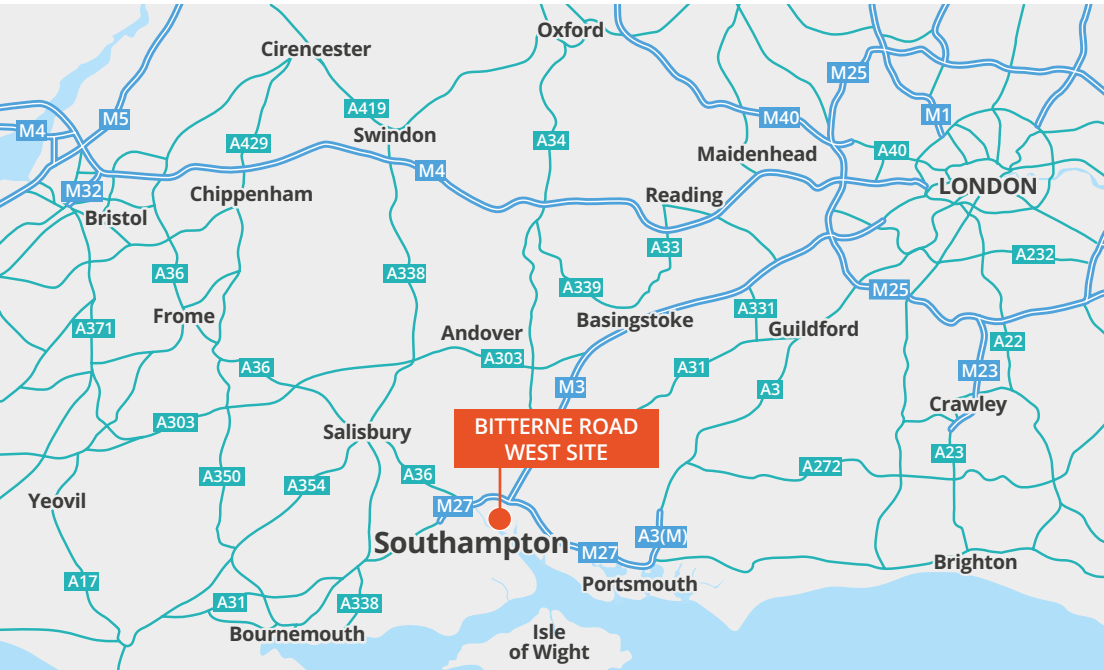 Oxford
Cirencester
M25
A419
M5
M1
M40
M4
Swindon
A34
A429
A40
Maidenhead
M4
LONDON
M32
Chippenham
Reading
Bristol
A33
A232
A36
A338
A339
M25
A331
Frome
Basingstoke
A371
Andover
Guildford
A22
A303
A36
A31
M23
M3
A3
Crawley
A303
BITTERNE ROAD
WEST SITE
Salisbury
A23
A272
A36
A350
A354
Yeovil
M27
A3(M)
Southampton
M27
Brighton
A17
Portsmouth
A31
A338
Bournemouth
Isle
of Wight